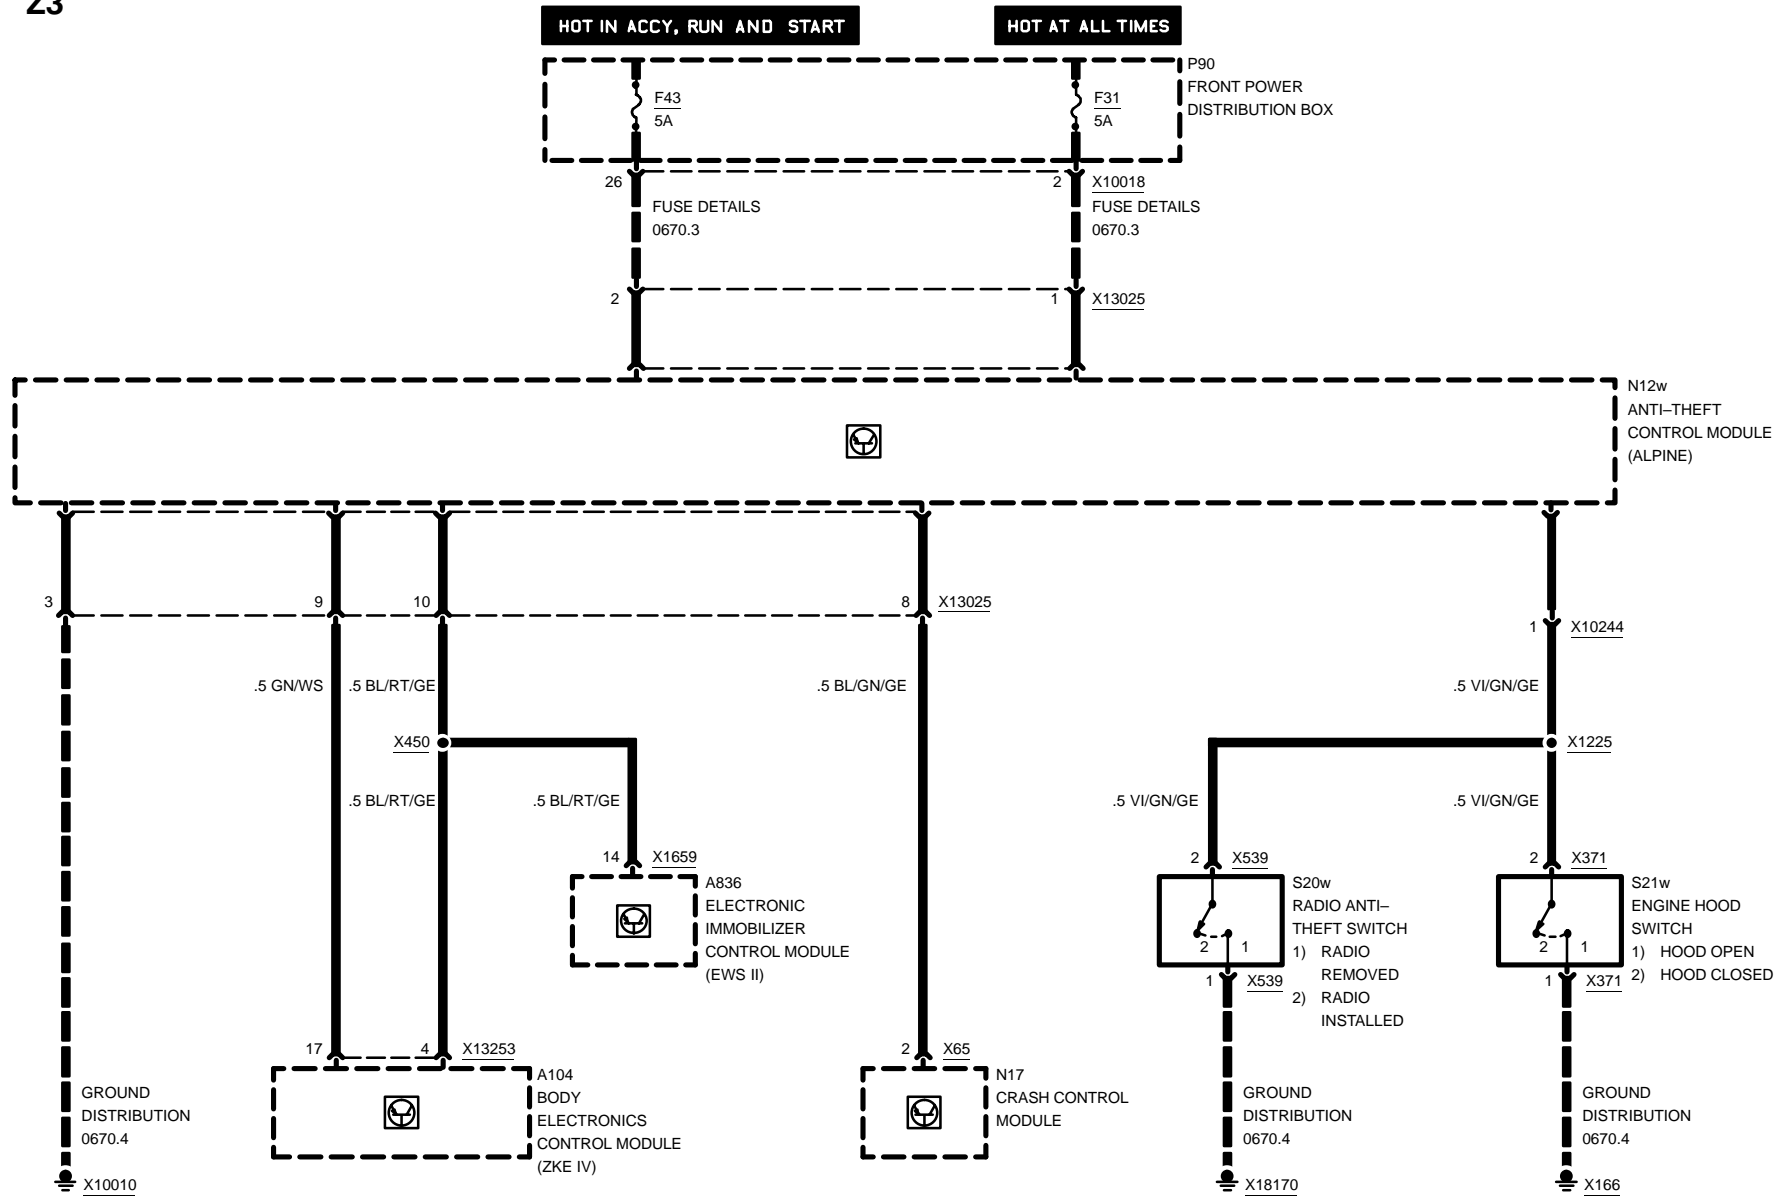 Z3
HOT IN ACCY, RUN AND START
HOT AT ALL TIMES
P90
FRONT POWER
DISTRIBUTION BOX
F43
5A
F31
5A
26
2
X10018
FUSE DETAILS
0670.3
FUSE DETAILS
0670.3
2
1
X13025
N12w
ANTI–THEFT
CONTROL MODULE
(ALPINE)
3
9
10
8
X13025
1
X10244
.5 GN/WS
.5 BL/RT/GE
.5 BL/GN/GE
.5 VI/GN/GE
X450
X1225
.5 BL/RT/GE
.5 BL/RT/GE
.5 VI/GN/GE
.5 VI/GN/GE
14
X1659
A836
ELECTRONIC
IMMOBILIZER
CONTROL MODULE
(EWS II)
2
X539
S20w
RADIO ANTI–
THEFT SWITCH
1) RADIO
REMOVED
2) RADIO
INSTALLED
2
1
1
X539
2
X371
S21w
ENGINE HOOD
SWITCH
1) HOOD OPEN
2) HOOD CLOSED
2
1
1
X371
17
4
X13253
A104
BODY
ELECTRONICS
CONTROL MODULE
(ZKE IV)
2
X65
N17
CRASH CONTROL
MODULE
GROUND
DISTRIBUTION
0670.4
X10010
GROUND
DISTRIBUTION
0670.4
X18170
GROUND
DISTRIBUTION
0670.4
X166